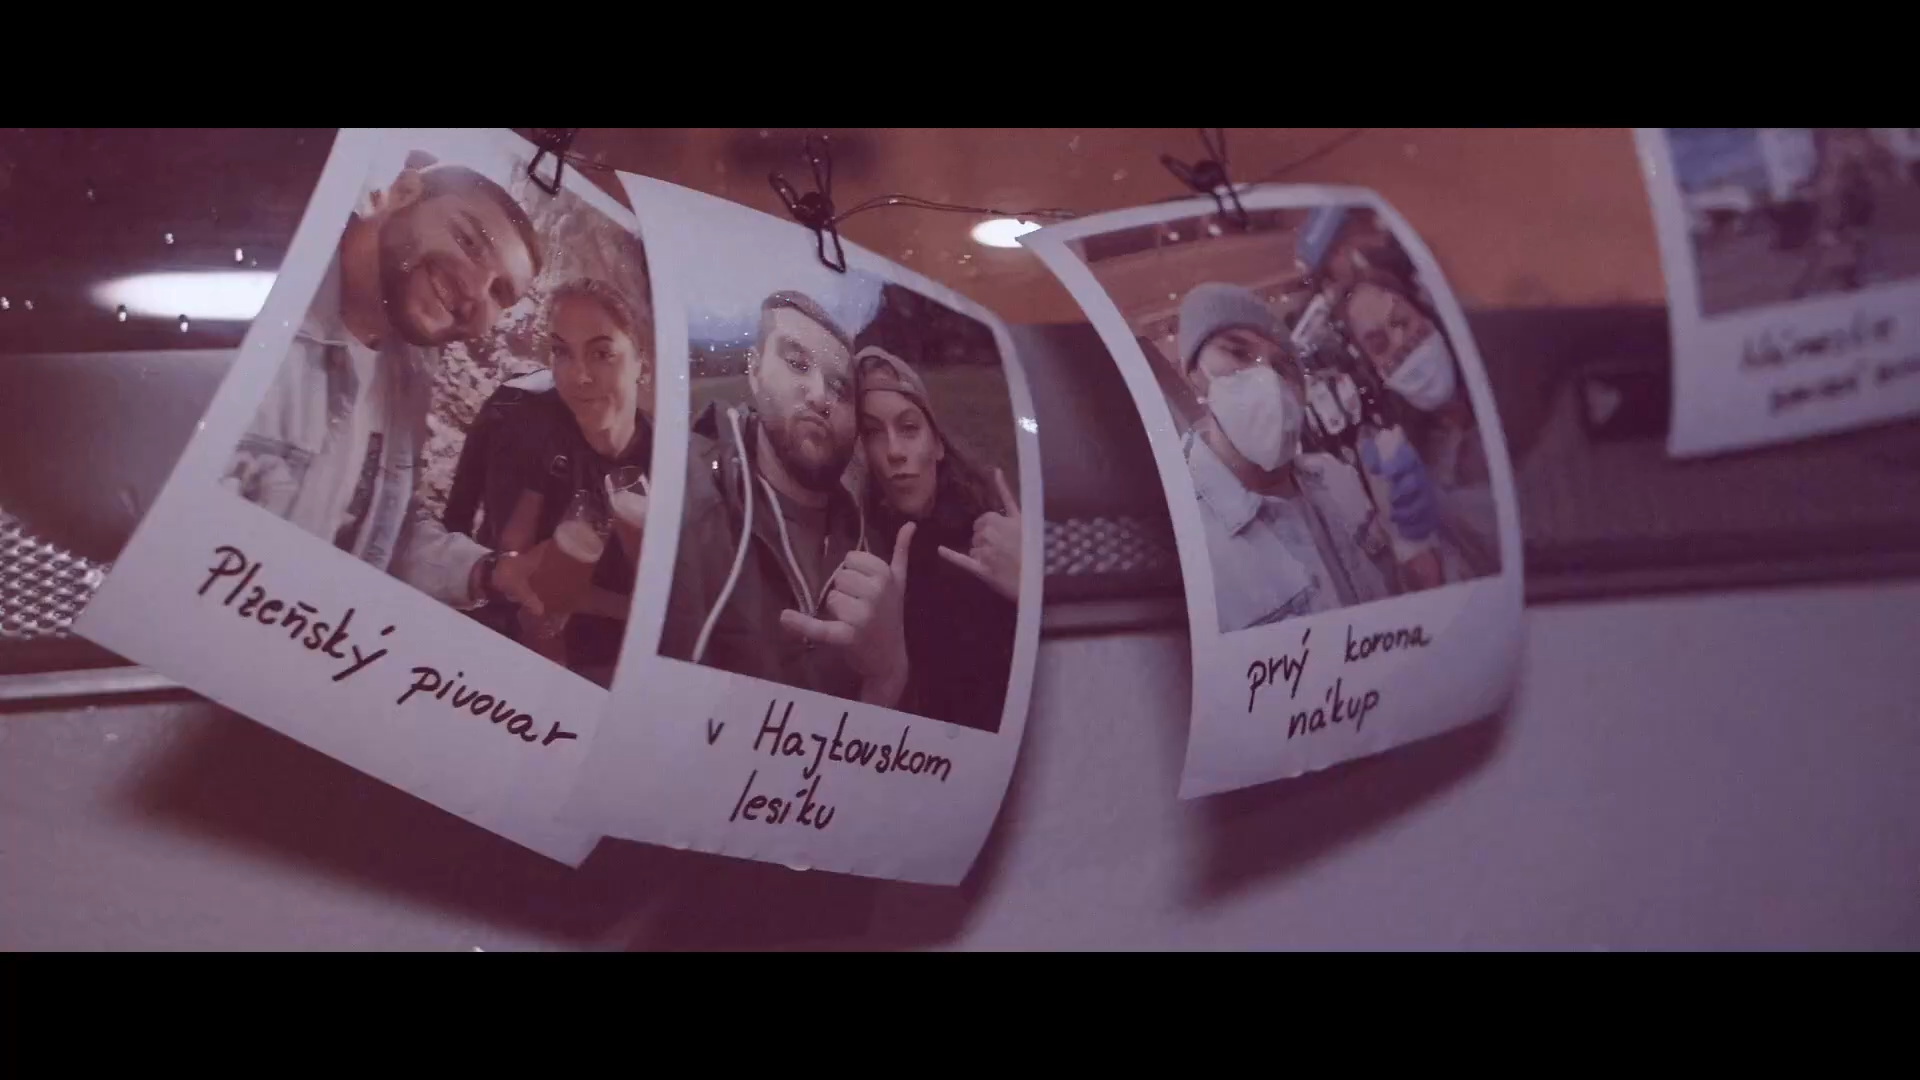 Plzeňský pivovar
v Hajtovskom
lesíku
prvý korona
nákup